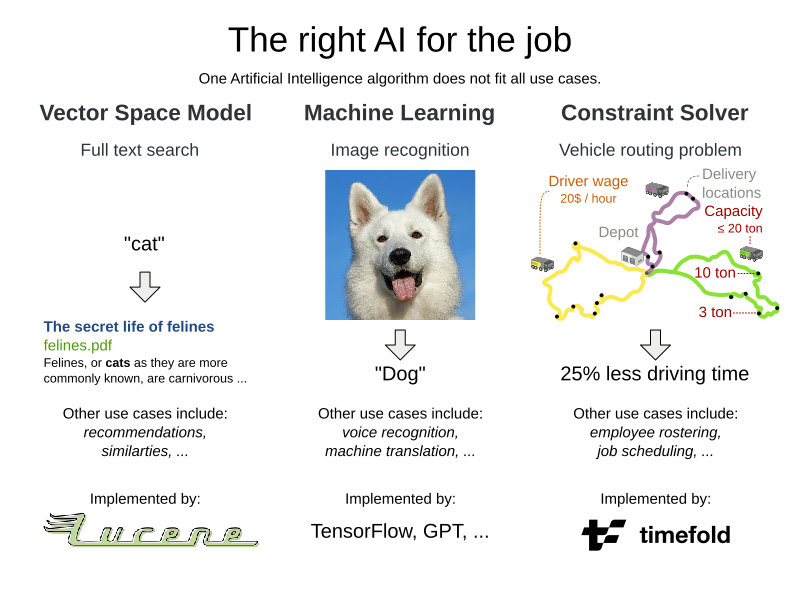 The right AI for the job
One Artificial Intelligence algorithm does not fit all use cases.
Vector Space Model
Full text search
"cat"
The secret life of felines
felines.pdf
Felines, or cats as they are more
commonly known, are carnivorous ...
Other use cases include:
recommendations,
similarties, ...
Implemented by:
Lucene
Machine Learning
Image recognition
"Dog"
Other use cases include:
voice recognition,
machine translation, ...
Implemented by:
TensorFlow, GPT, ...
Constraint Solver
Vehicle routing problem
Driver wage
20$ / hour
Delivery
locations
Capacity
≤ 20 ton
Depot
10 ton
3 ton
25% less driving time
Other use cases include:
employee rostering,
job scheduling, ...
Implemented by:
timefold